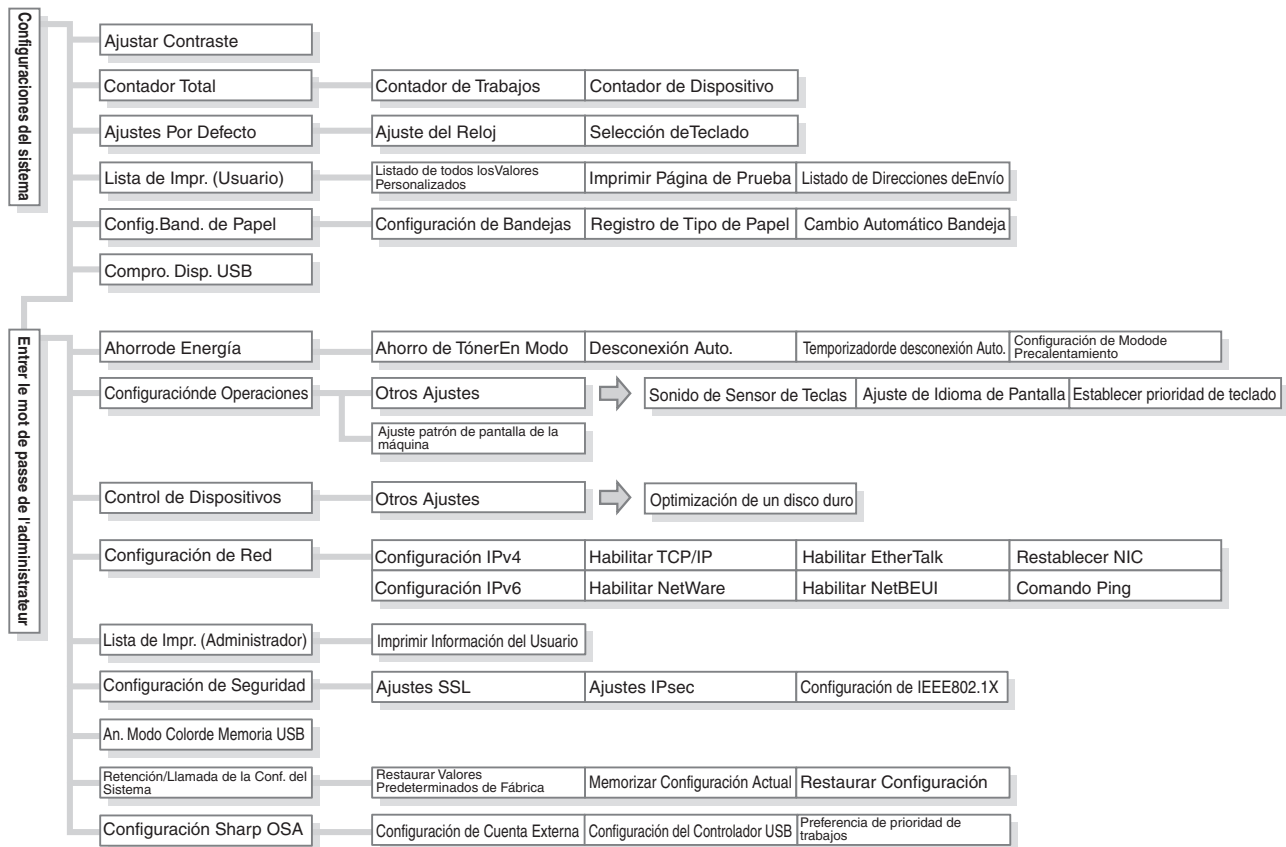 Configuraciones del sistema
Ajustar Contraste
Contador Total
Contador de Trabajos
Contador de Dispositivo
Ajustes Por Defecto
Ajuste del Reloj
Selección deTeclado
Lista de Impr. (Usuario)
Listado de todos losValores
Personalizados
Imprimir Página de Prueba
Listado de Direcciones deEnvío
Config.Band. de Papel
Configuración de Bandejas
Registro de Tipo de Papel
Cambio Automático Bandeja
Compro. Disp. USB
Entrer le mot de passe de l'administrateur
Ahorrode Energía
Ahorro de TónerEn Modo
Desconexión Auto.
Temporizadorde desconexión Auto.
Configuración de Modode
Precalentamiento
Configuraciónde Operaciones
Otros Ajustes
Sonido de Sensor de Teclas
Ajuste de Idioma de Pantalla
Establecer prioridad de teclado
Ajuste patrón de pantalla de la
máquina
Control de Dispositivos
Otros Ajustes
Optimización de un disco duro
Configuración de Red
Configuración IPv4
Habilitar TCP/IP
Habilitar EtherTalk
Restablecer NIC
Configuración IPv6
Habilitar NetWare
Habilitar NetBEUI
Comando Ping
Lista de Impr. (Administrador)
Imprimir Información del Usuario
Configuración de Seguridad
Ajustes SSL
Ajustes IPsec
Configuración de IEEE802.1X
An. Modo Colorde Memoria USB
Retención/Llamada de la Conf. del
Sistema
Restaurar Valores
Predeterminados de Fábrica
Memorizar Configuración Actual
Restaurar Configuración
Configuración Sharp OSA
Configuración de Cuenta Externa
Configuración del Controlador USB
Preferencia de prioridad de
trabajos